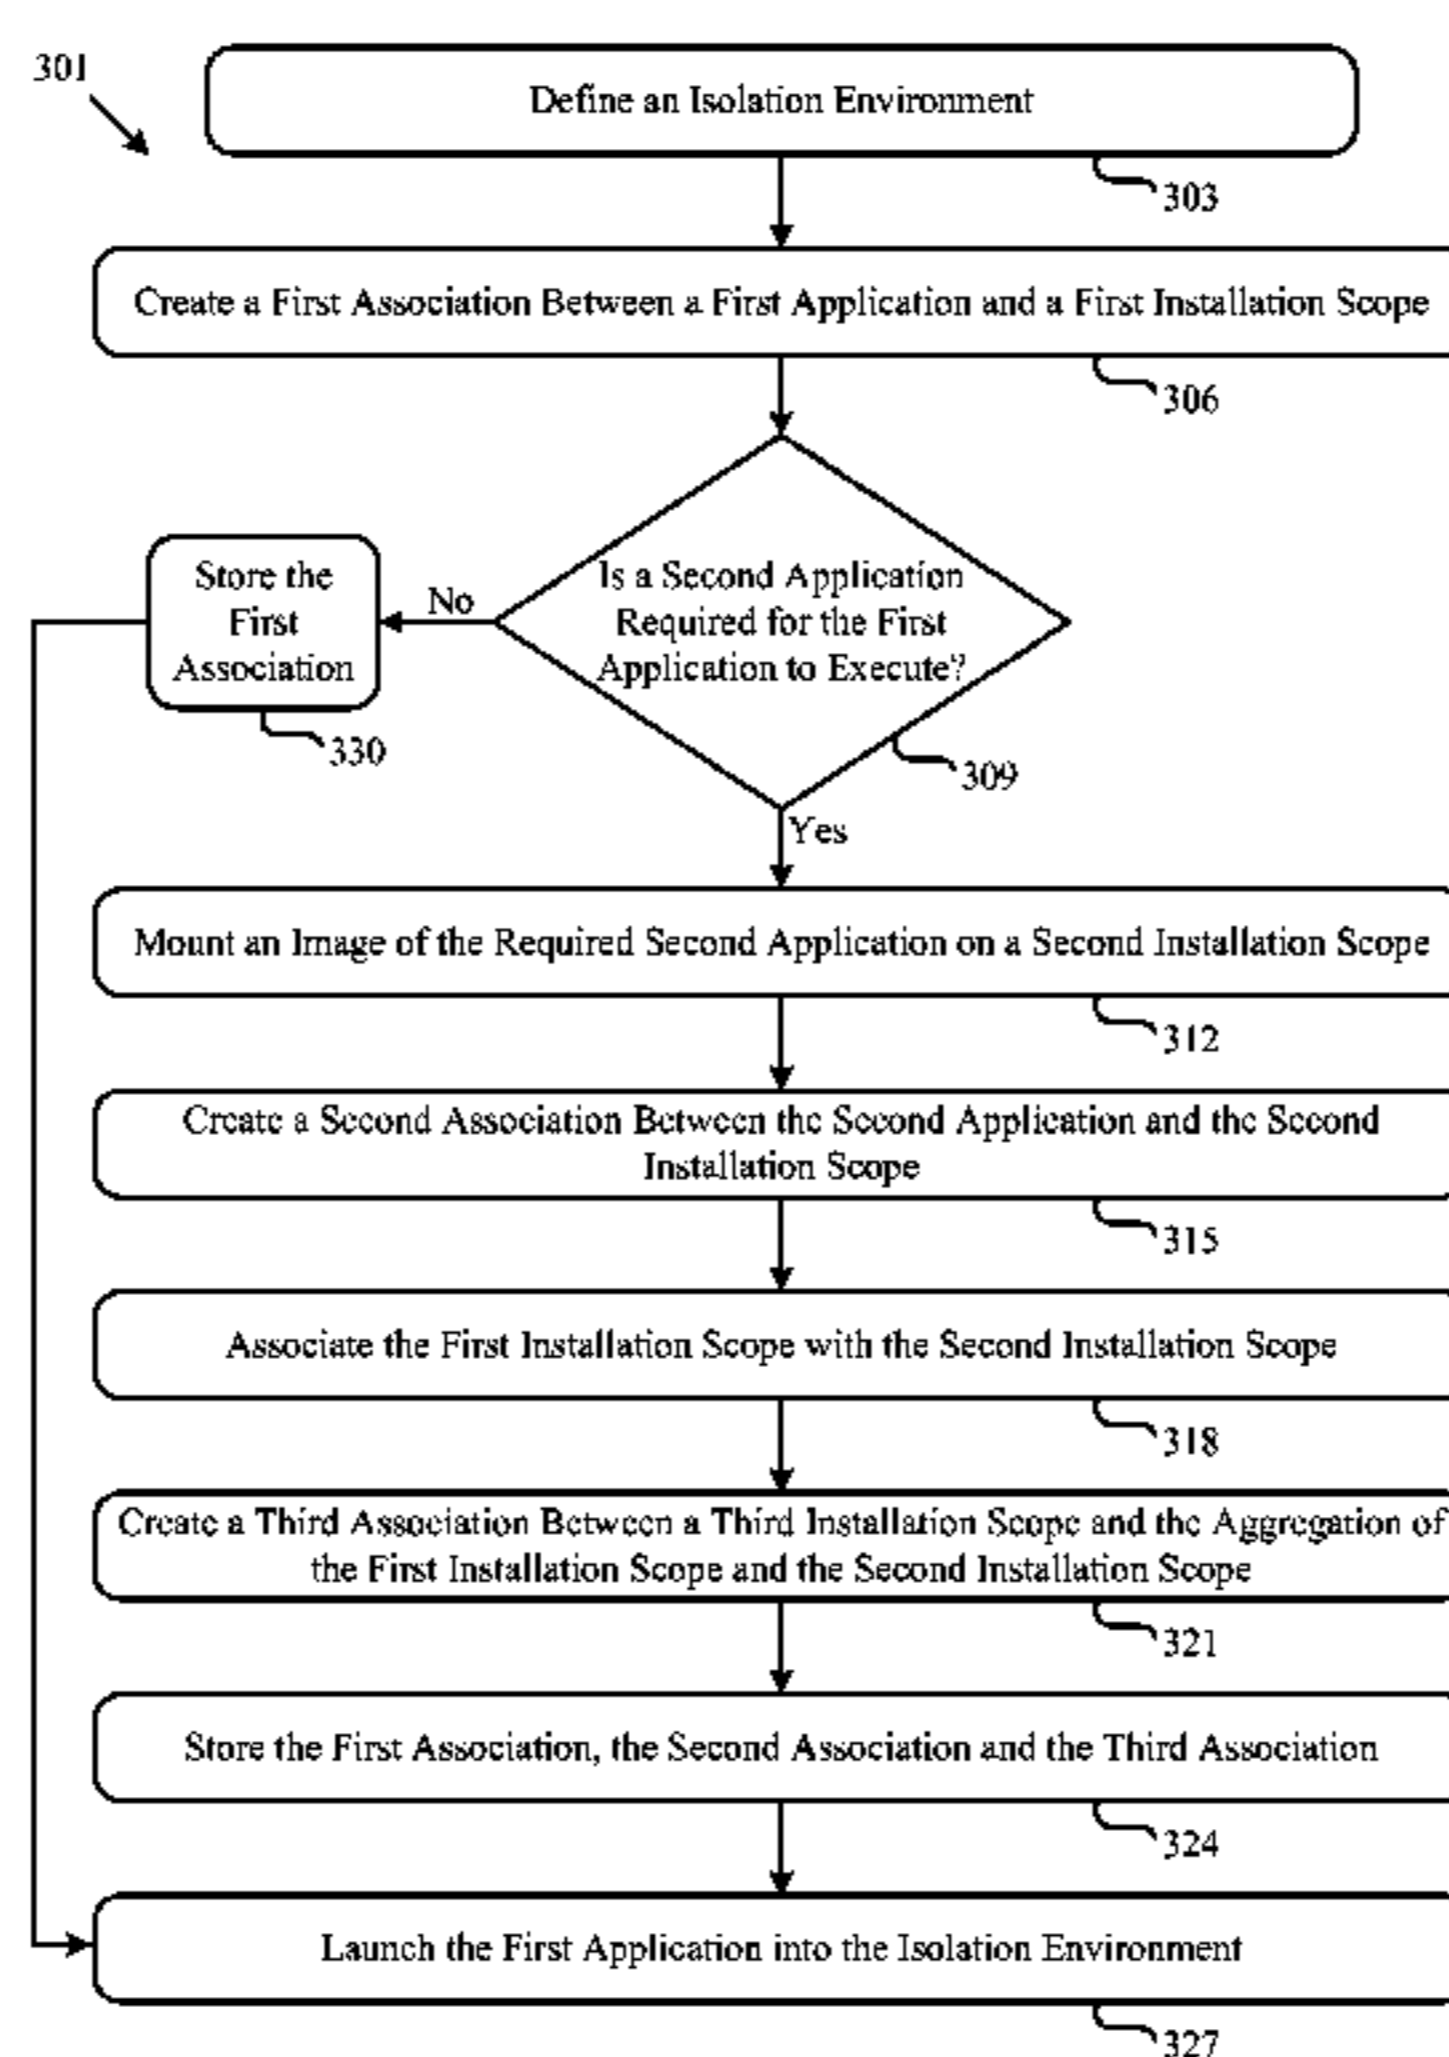 301
Define an Isolation Environment
303
Create a First Association Between a First Application and a First Installation Scope
306
Is a Second Application
Required for the First
Application to Execute?
309
No
Store the
First
Association
330
Yes
Mount an Image of the Required Second Application on a Second Installation Scope
312
Create a Second Association Between the Second Application and the Second
Installation Scope
315
Associate the First Installation Scope with the Second Installation Scope
318
Create a Third Association Between a Third Installation Scope and the Aggregation of
the First Installation Scope and the Second Installation Scope
321
Store the First Association, the Second Association and the Third Association
324
Launch the First Application into the Isolation Environment
327